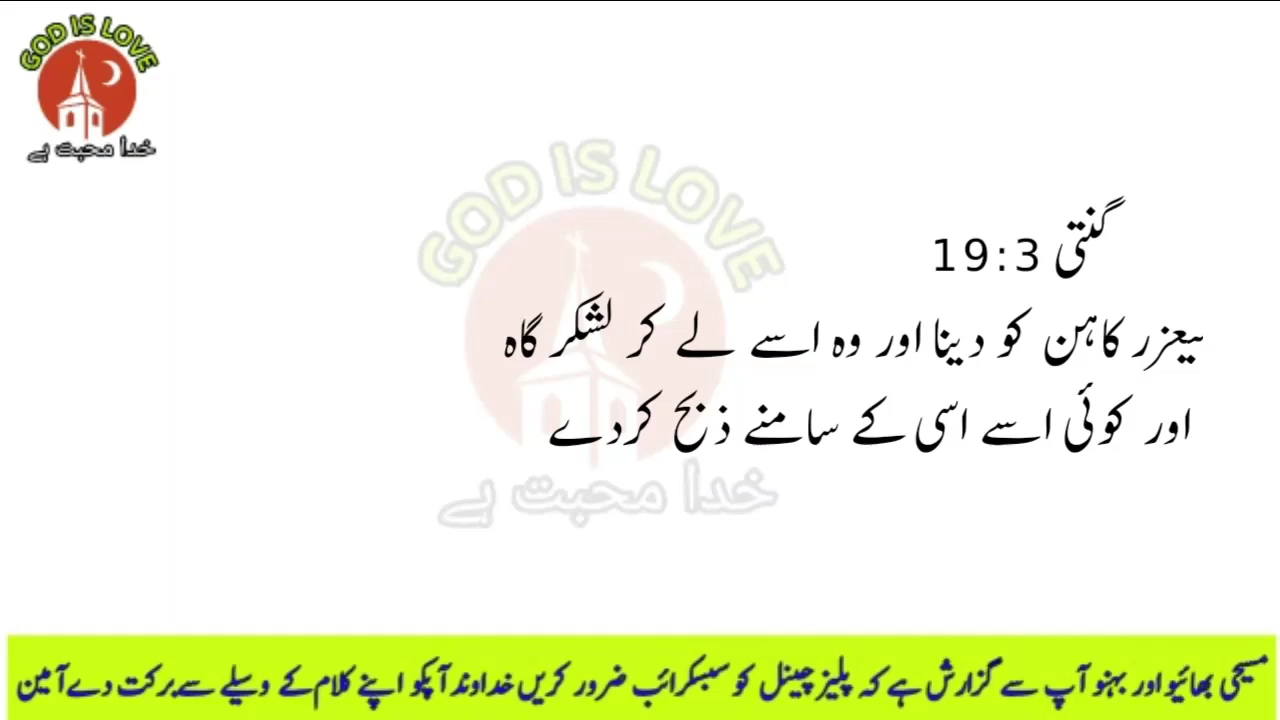 GOD IS LOVE
خدا محبت ہے
گنتی 19:3
یعزر کاہن کو دینا اور وہ اسے لے کر لشکر گاہ
اور کوئی اسے اسی کے سامنے ذبح کردے
GOD IS LOVE
خدا محبت ہے
مسیحی بھائیو اور بہنو آپ سے گزارش ہے کہ پلیز چینل کو سبسکرائب ضرور کریں خداوند آپکو اپنے کلام کے وسیلے سے برکت دے آمین